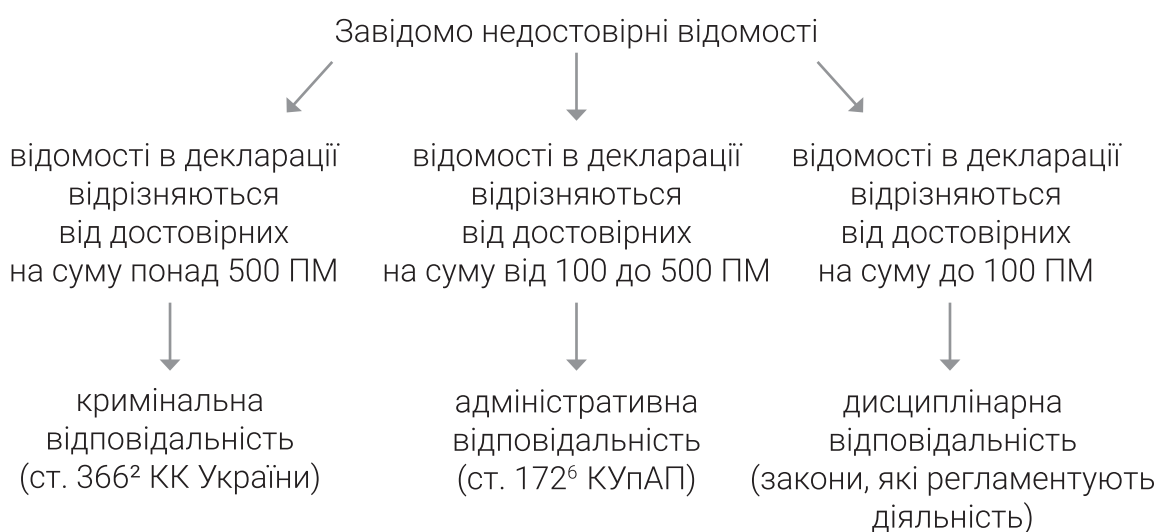 Завідомо недостовірні відомості
відомості в декларації
відрізняються
від достовірних
на суму понад 500 ПМ
відомості в декларації
відрізняються
від достовірних
на суму від 100 до 500 ПМ
відомості в декларації
відрізняються
від достовірних
на суму до 100 ПМ
кримінальна
відповідальність
(ст. 366² КК України)
адміністративна
відповідальність
(ст. 172⁶ КУпАП)
дисциплінарна
відповідальність
(закони, які регламентують
діяльність)